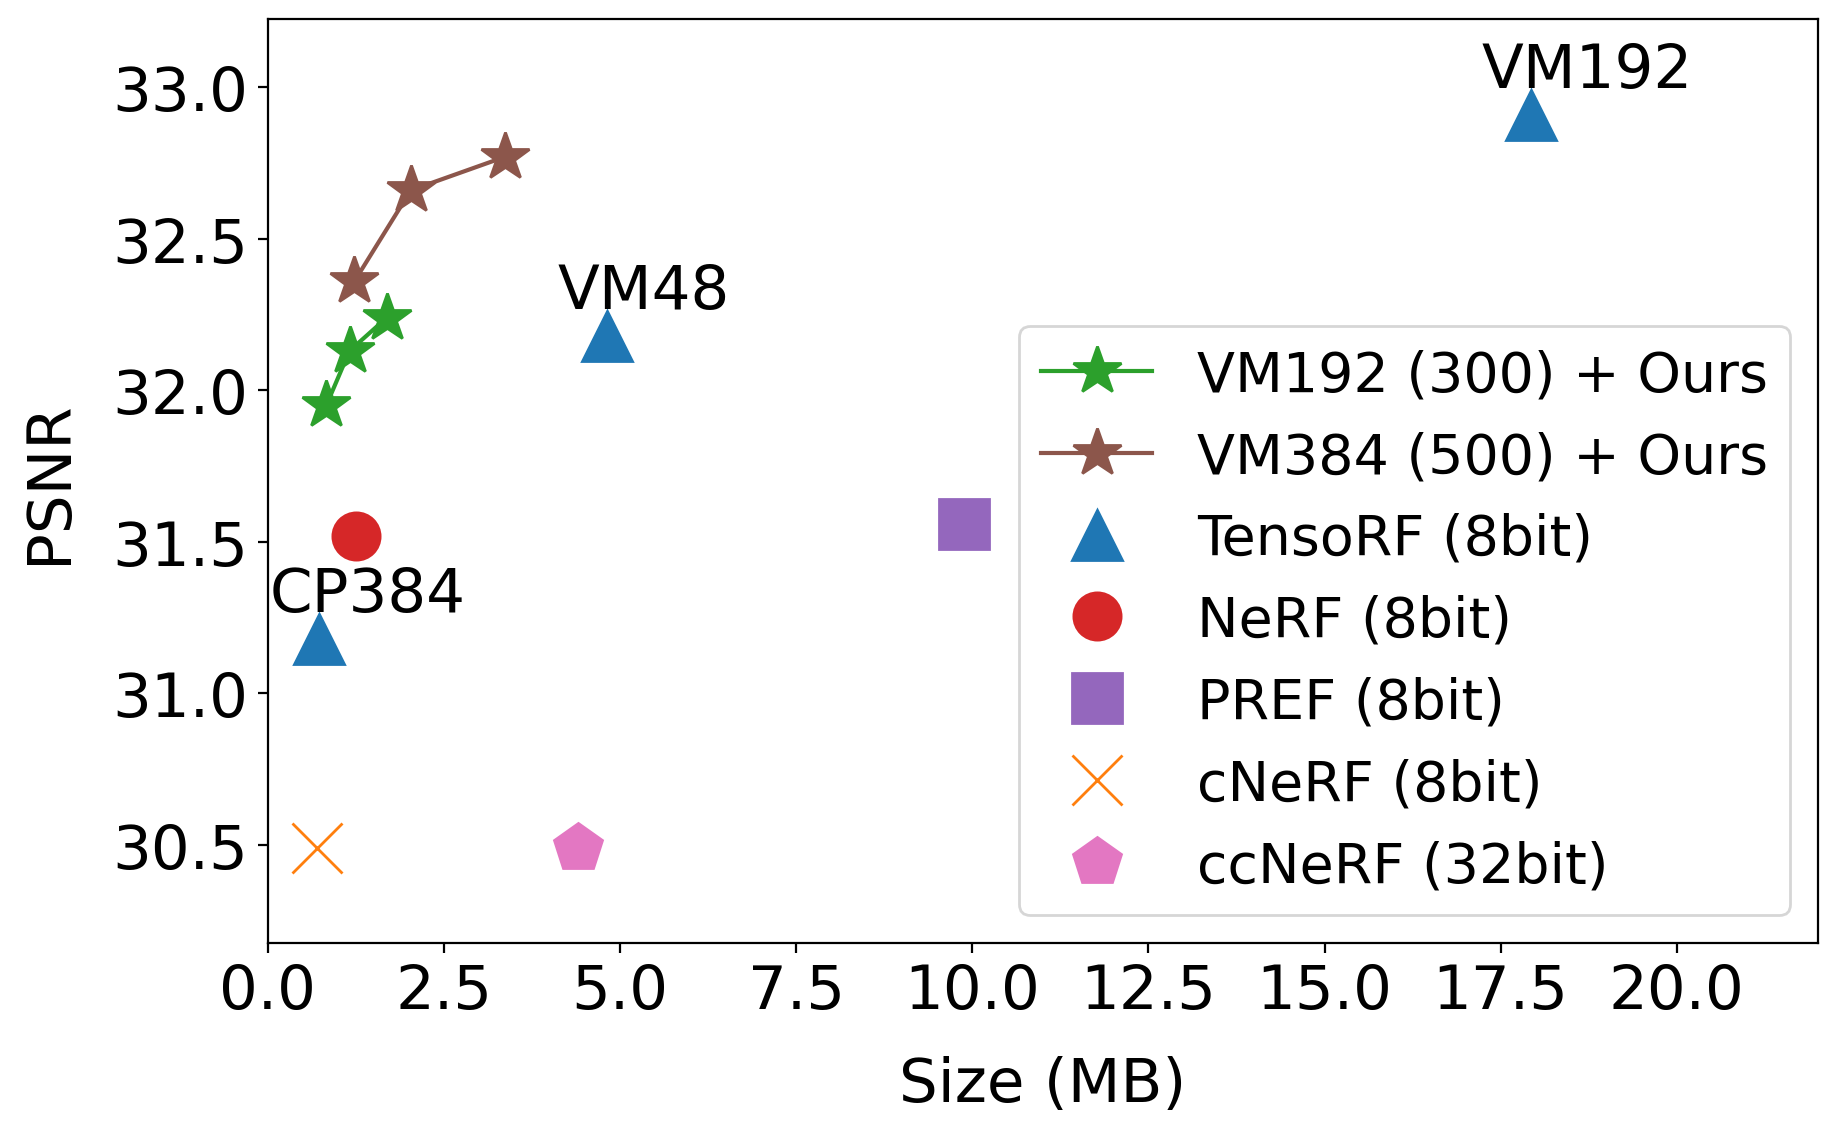 VM192
33.0
32.5
VM48
32.0
PSNR
31.5
CP384
31.0
30.5
VM192 (300) + Ours
VM384 (500) + Ours
TensoRF (8bit)
NeRF (8bit)
PREF (8bit)
cNeRF (8bit)
ccNeRF (32bit)
0.0 2.5 5.0 7.5 10.0 12.5 15.0 17.5 20.0
Size (MB)